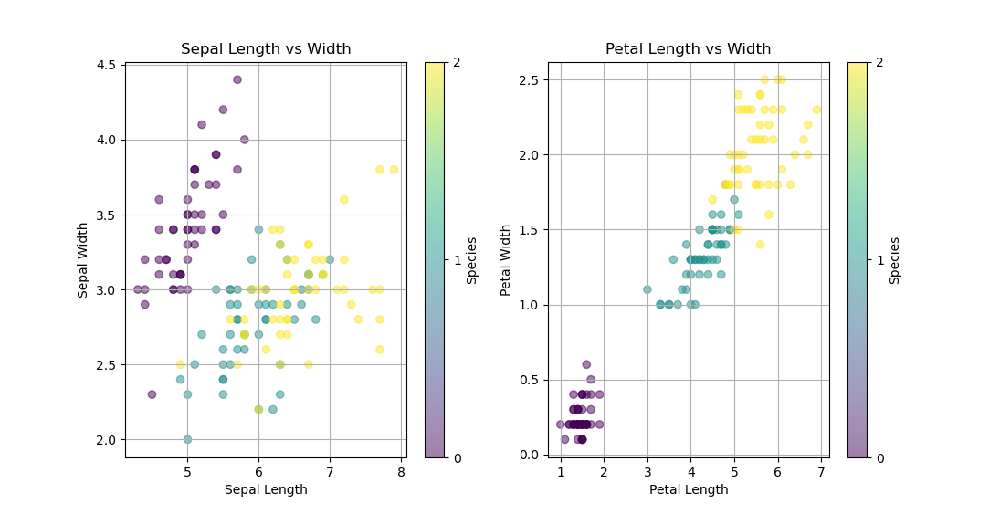 Sepal Length vs Width
4.5
4.0
3.5
3.0
2.5
2.0
Sepal Width
5 6 7 8
Sepal Length
2
1
0
Species
Petal Length vs Width
2.5
2.0
1.5
1.0
0.5
0.0
Petal Width
1 2 3 4 5 6 7
Petal Length
2
1
0
Species